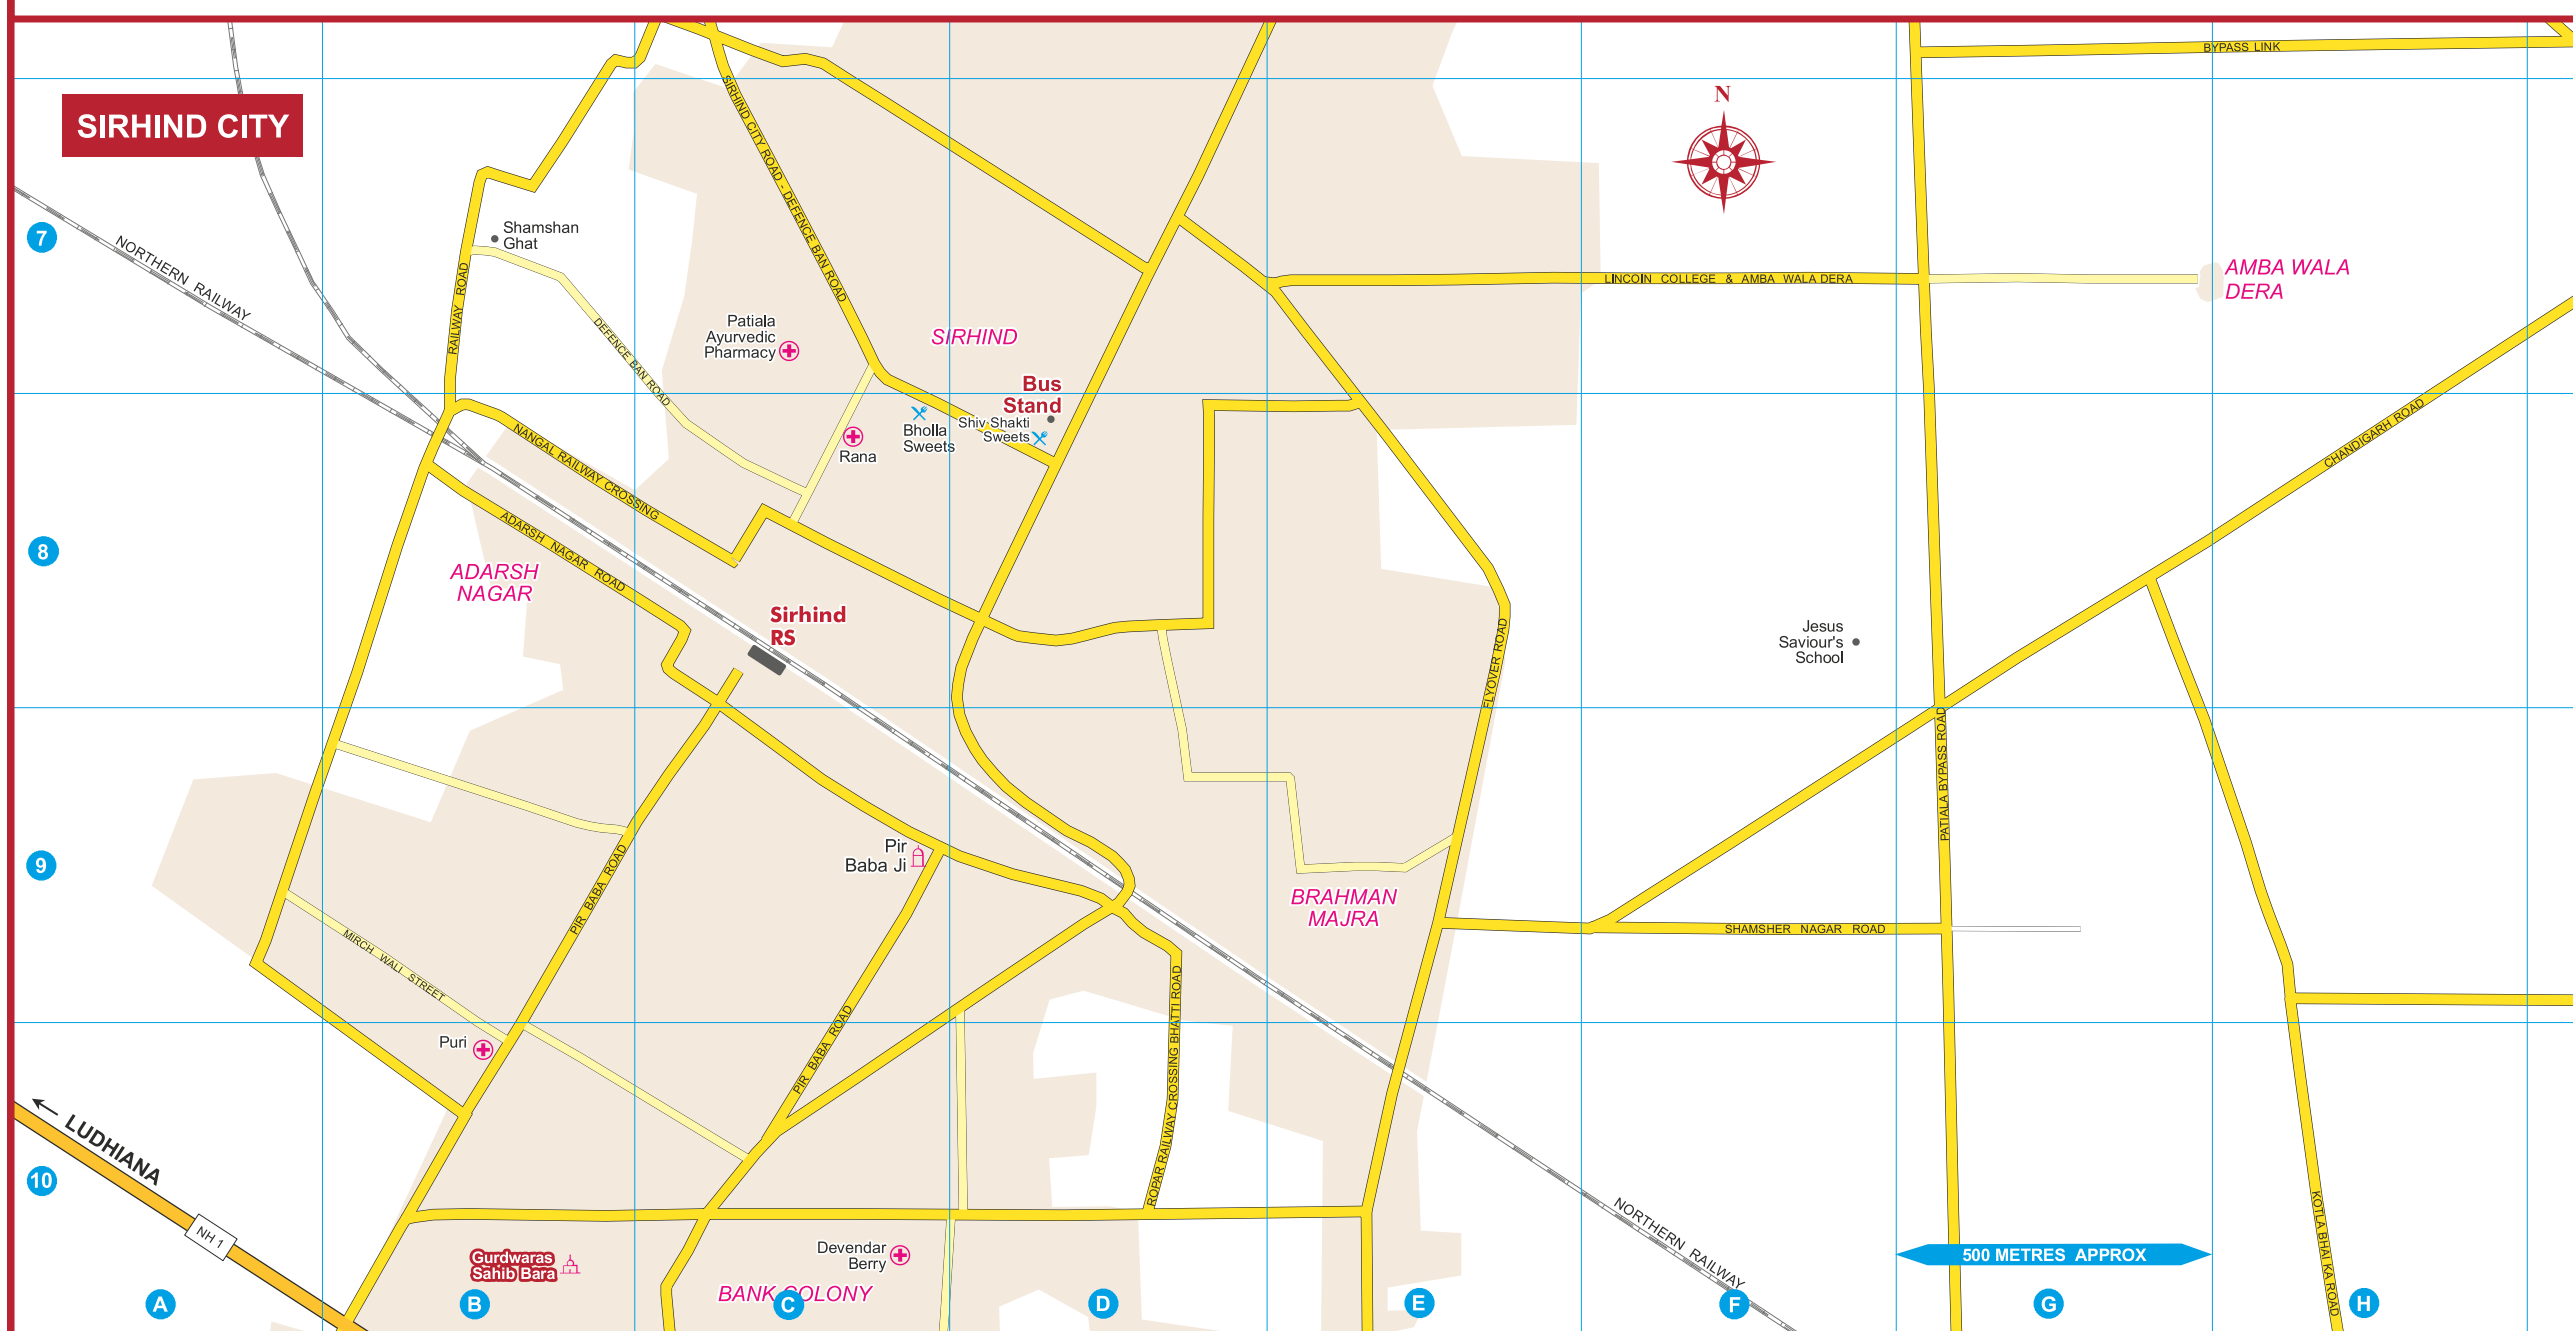 BYPASS LINK
SIRHIND CITY
N
SIRHIND CITY ROAD - DEFENCE BAN ROAD
7
Shamshan
Ghat
NORTHERN RAILWAY
RAILWAY ROAD
LINCOIN COLLEGE & AMBA WALA DERA
AMBA WALA
DERA
DEFENCE BAN ROAD
Patiala
Ayurvedic
Pharmacy
SIRHIND
Bus
Stand
Shiv Shakti
Sweets
Bholla
Sweets
Rana
CHANDIGARH ROAD
NANGAL RAILWAY CROSSING
8
ADARSH NAGAR ROAD
ADARSH
NAGAR
Sirhind
RS
FLYOVER ROAD
Jesus
Saviour's
School
PATIALA BYPASS ROAD
9
PIR BABA ROAD
Pir
Baba Ji
BRAHMAN
MAJRA
SHAMSHER NAGAR ROAD
MIRCH WALI STREET
Puri
PIR BABA ROAD
ROPAR RAILWAY CROSSING BHATTI ROAD
LUDHIANA
10
NH 1
NORTHERN RAILWAY
KOTLA BHAI KA ROAD
Gurdwaras
Sahib Bara
Devendar
Berry
500 METRES APPROX
BANK COLONY
A
B
C
D
E
F
G
H